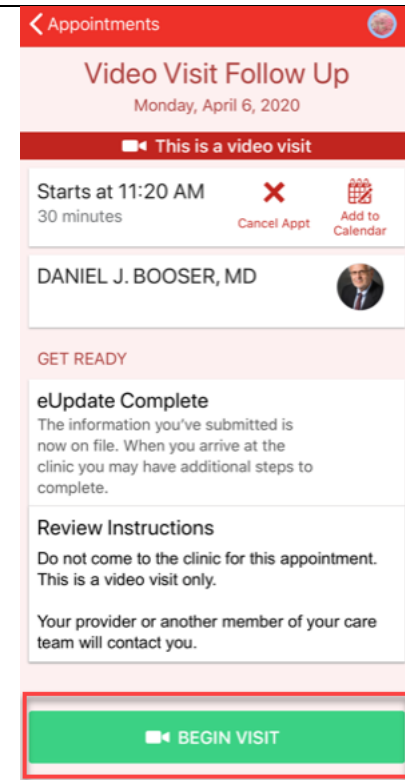 Appointments
Video Visit Follow Up
Monday, April 6, 2020
This is a video visit
Starts at 11:20 AM
30 minutes
Cancel Appt
Add to
Calendar
DANIEL J. BOOSER, MD
GET READY
eUpdate Complete
The information you've submitted is
now on file. When you arrive at the
clinic you may have additional steps to
complete.
Review Instructions
Do not come to the clinic for this appointment.
This is a video visit only.
Your provider or another member of your care
team will contact you.
BEGIN VISIT